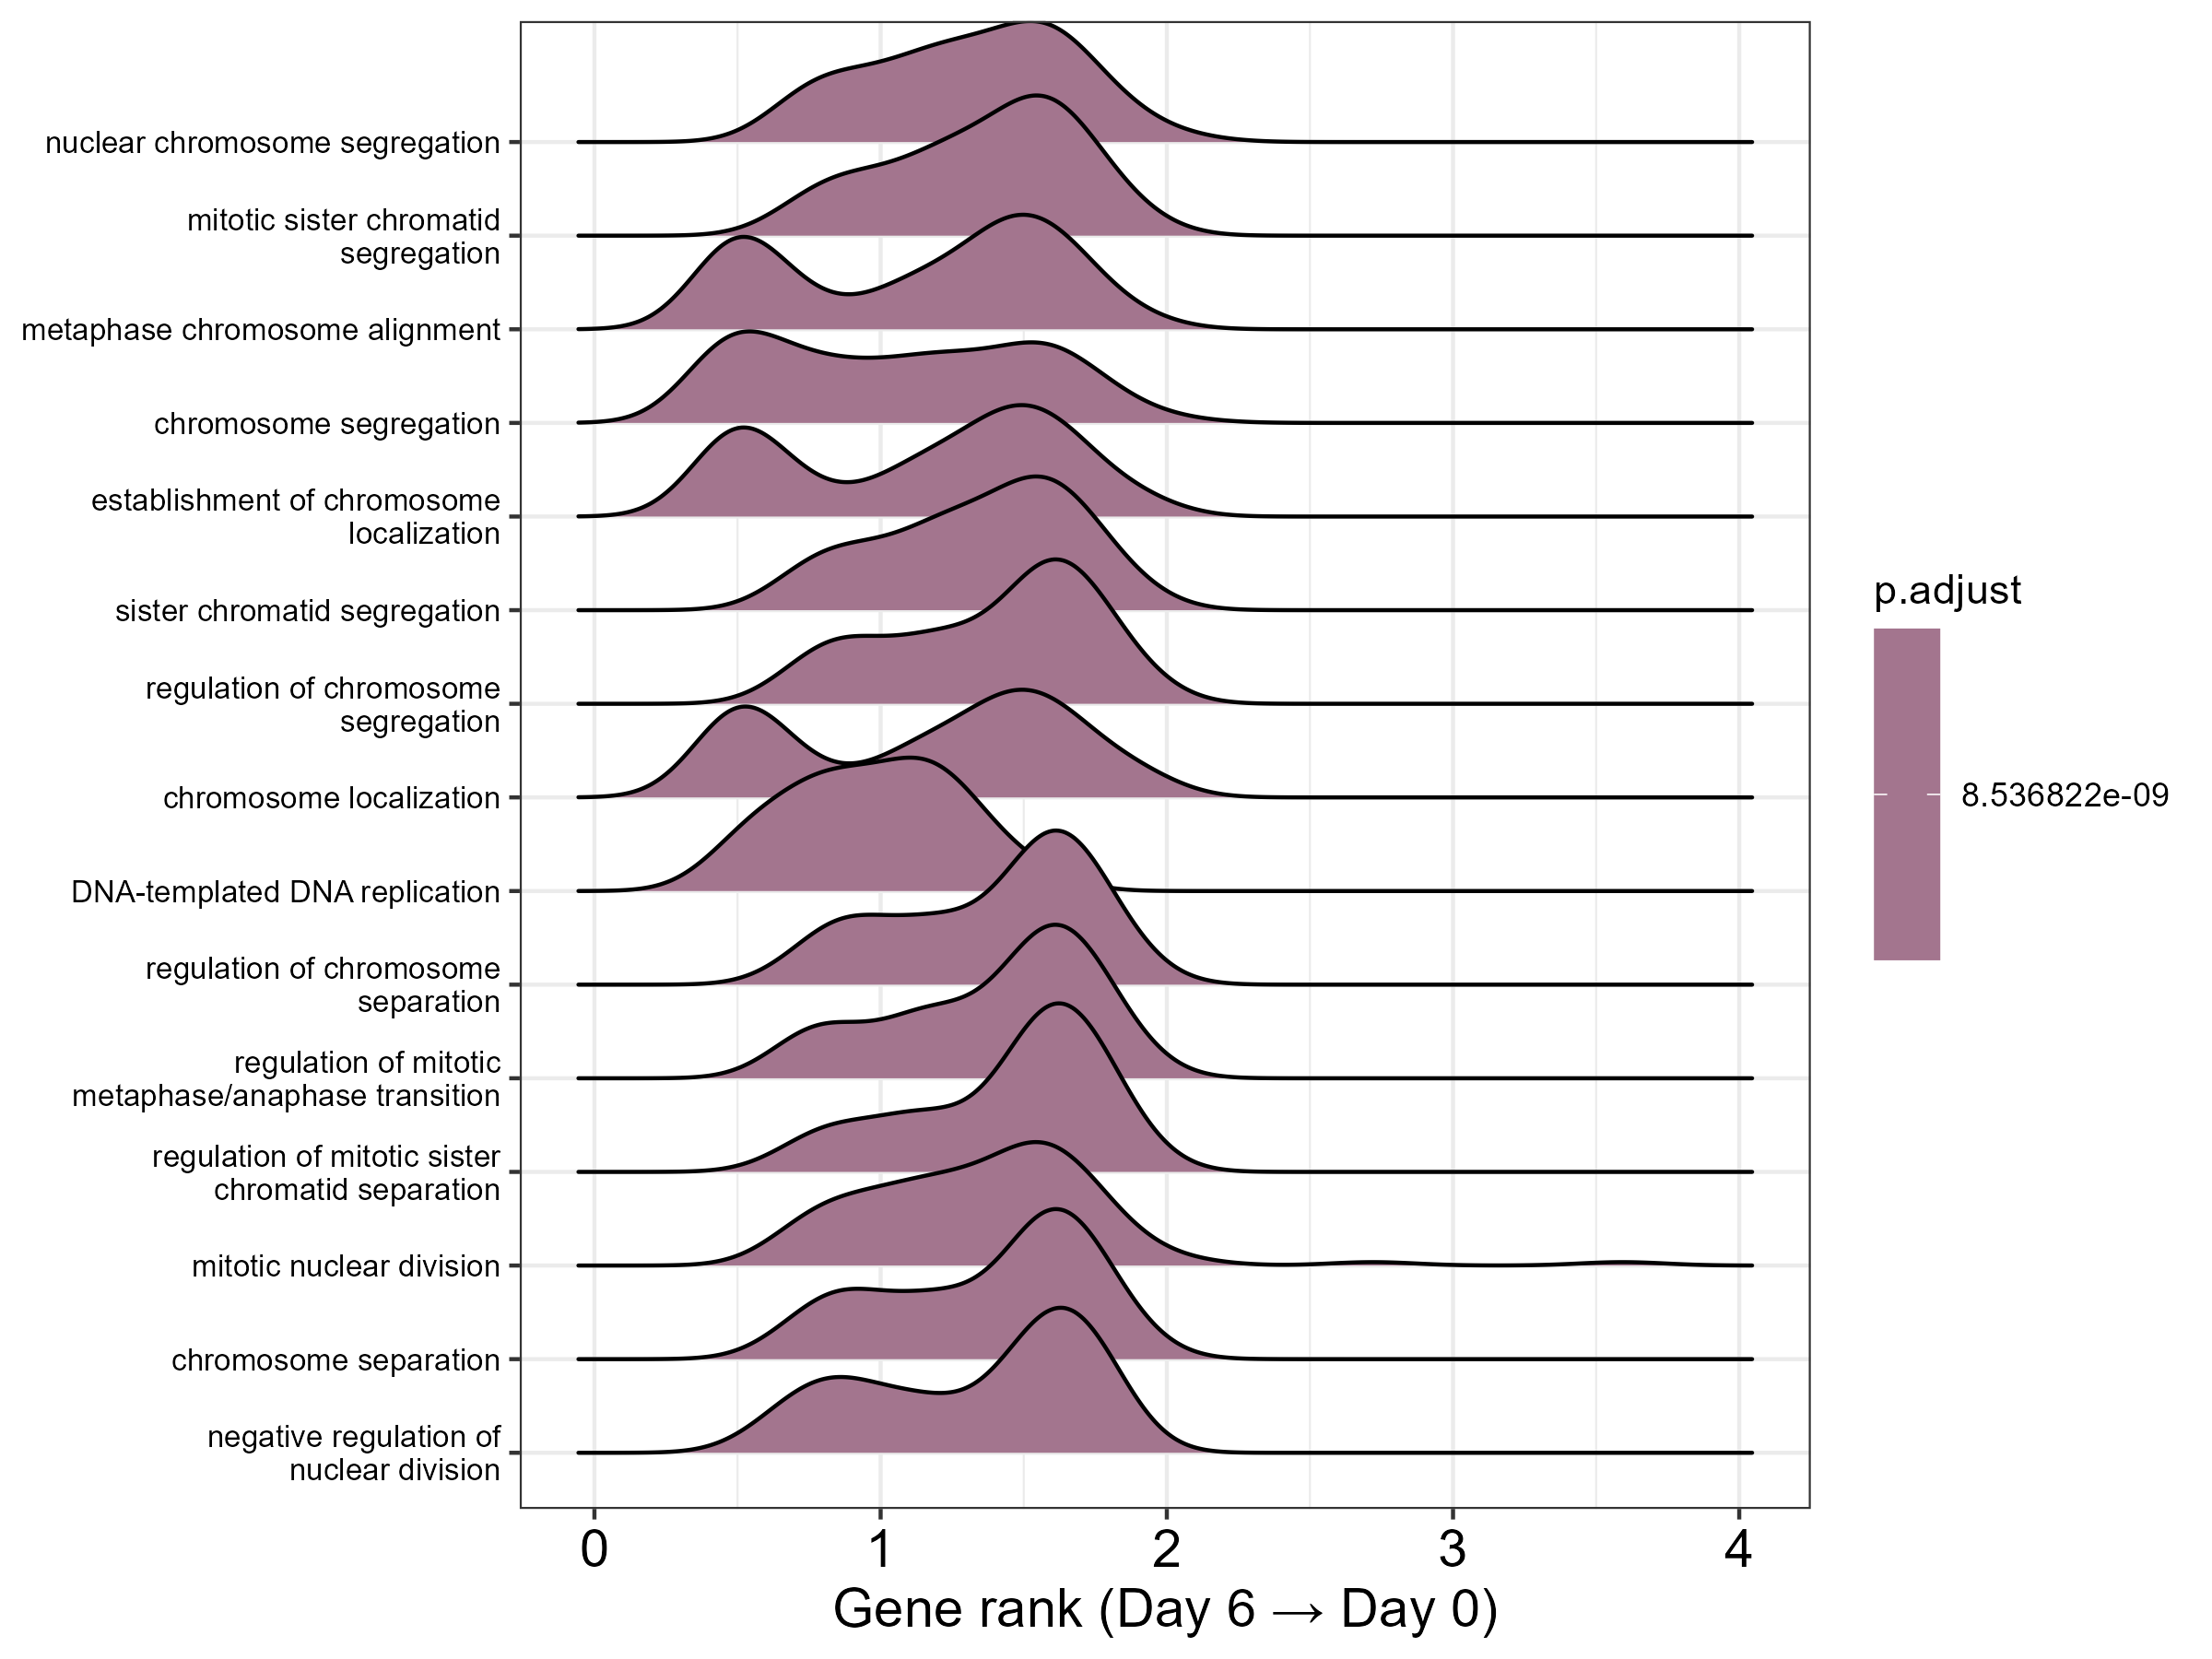 nuclear chromosome segregation
mitotic sister chromatid
segregation
metaphase chromosome alignment
chromosome segregation
establishment of chromosome
localization
sister chromatid segregation
regulation of chromosome
segregation
chromosome localization
DNA-templated DNA replication
regulation of chromosome
separation
regulation of mitotic
metaphase/anaphase transition
regulation of mitotic sister
chromatid separation
mitotic nuclear division
chromosome separation
negative regulation of
nuclear division
0 1 2 3 4
Gene rank (Day 6 → Day 0)
p.adjust
8.536822e-09